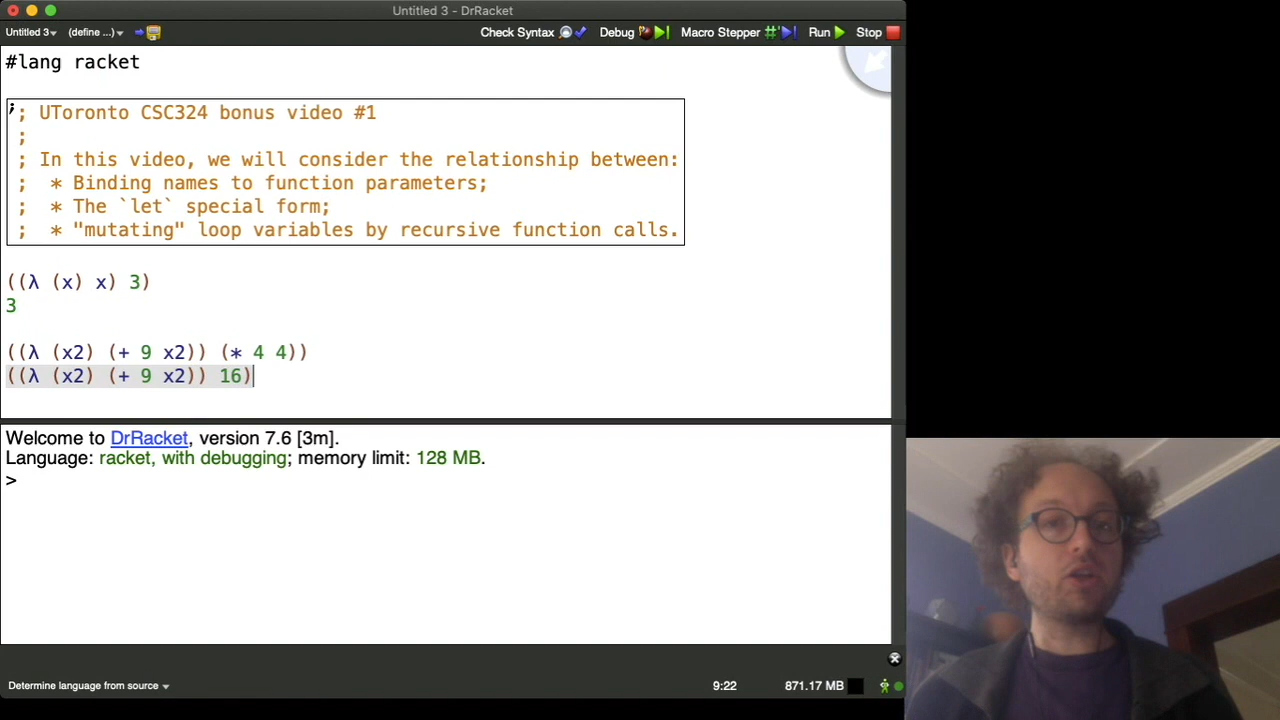 Untitled 3 - DrRacket
Untitled 3 (define ...) Check Syntax Debug Macro Stepper Run Stop
#lang racket
;; UToronto CSC324 bonus video #1
;
; In this video, we will consider the relationship between:
; * Binding names to function parameters;
; * The `let` special form;
; * "mutating" loop variables by recursive function calls.
((λ (x) x) 3)
3
((λ (x2) (+ 9 x2)) (* 4 4))
((λ (x2) (+ 9 x2)) 16)
Welcome to DrRacket, version 7.6 [3m].
Language: racket, with debugging; memory limit: 128 MB.
>
Determine language from source 9:22 871.17 MB